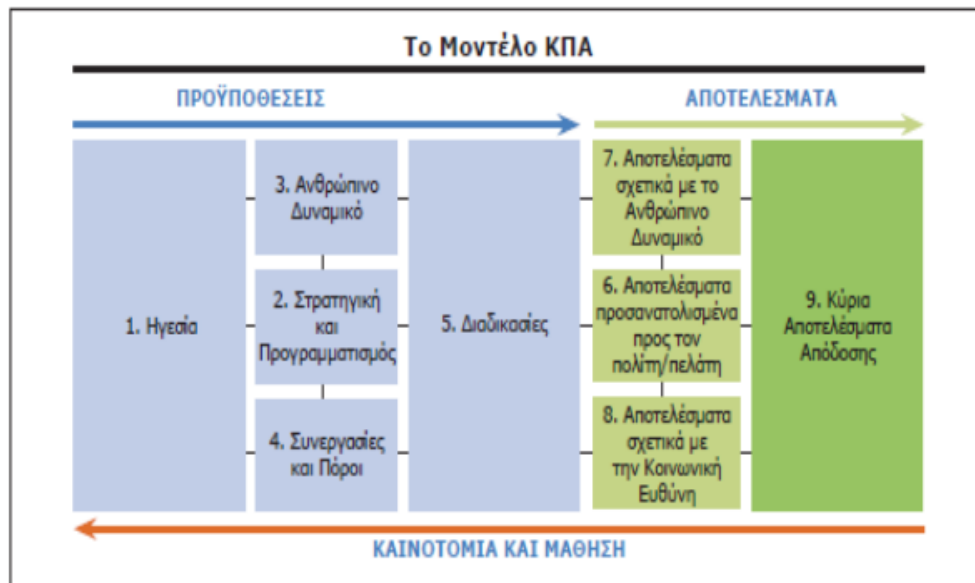 Το Μοντέλο ΚΠΑ
ΠΡΟΫΠΟΘΕΣΕΙΣ
ΑΠΟΤΕΛΕΣΜΑΤΑ
1. Ηγεσία
3. Ανθρώπινο
Δυναμικό
2. Στρατηγική
και
Προγραμματισμός
4. Συνεργασίες
και Πόροι
5. Διαδικασίες
7. Αποτελέσματα
σχετικά με το
Ανθρώπινο
Δυναμικό
6. Αποτελέσματα
προσανατολισμένα
προς τον
πολίτη/πελάτη
8. Αποτελέσματα
σχετικά με
την Κοινωνική
Ευθύνη
9. Κύρια
Αποτελέσματα
Απόδοσης
ΚΑΙΝΟΤΟΜΙΑ ΚΑΙ ΜΑΘΗΣΗ